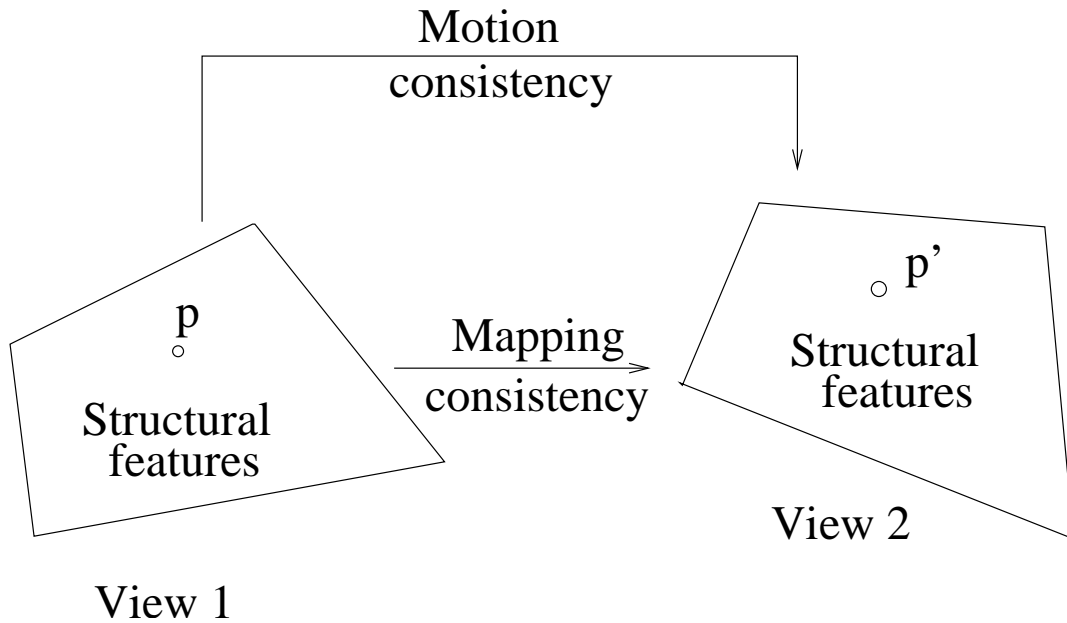 Motion
consistency
p
p’
Mapping
consistency
Structural
features
Structural
features
View 2
View 1